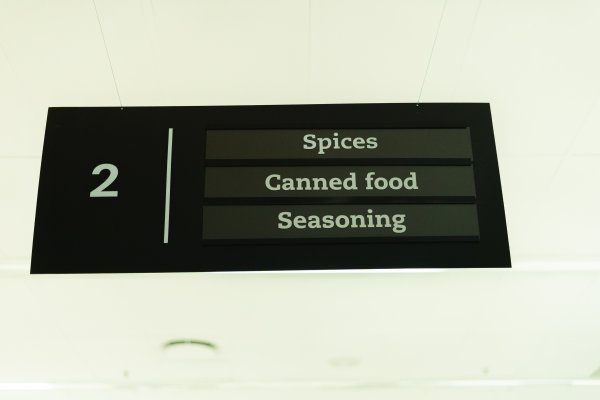 2
Spices
Canned food
Seasoning